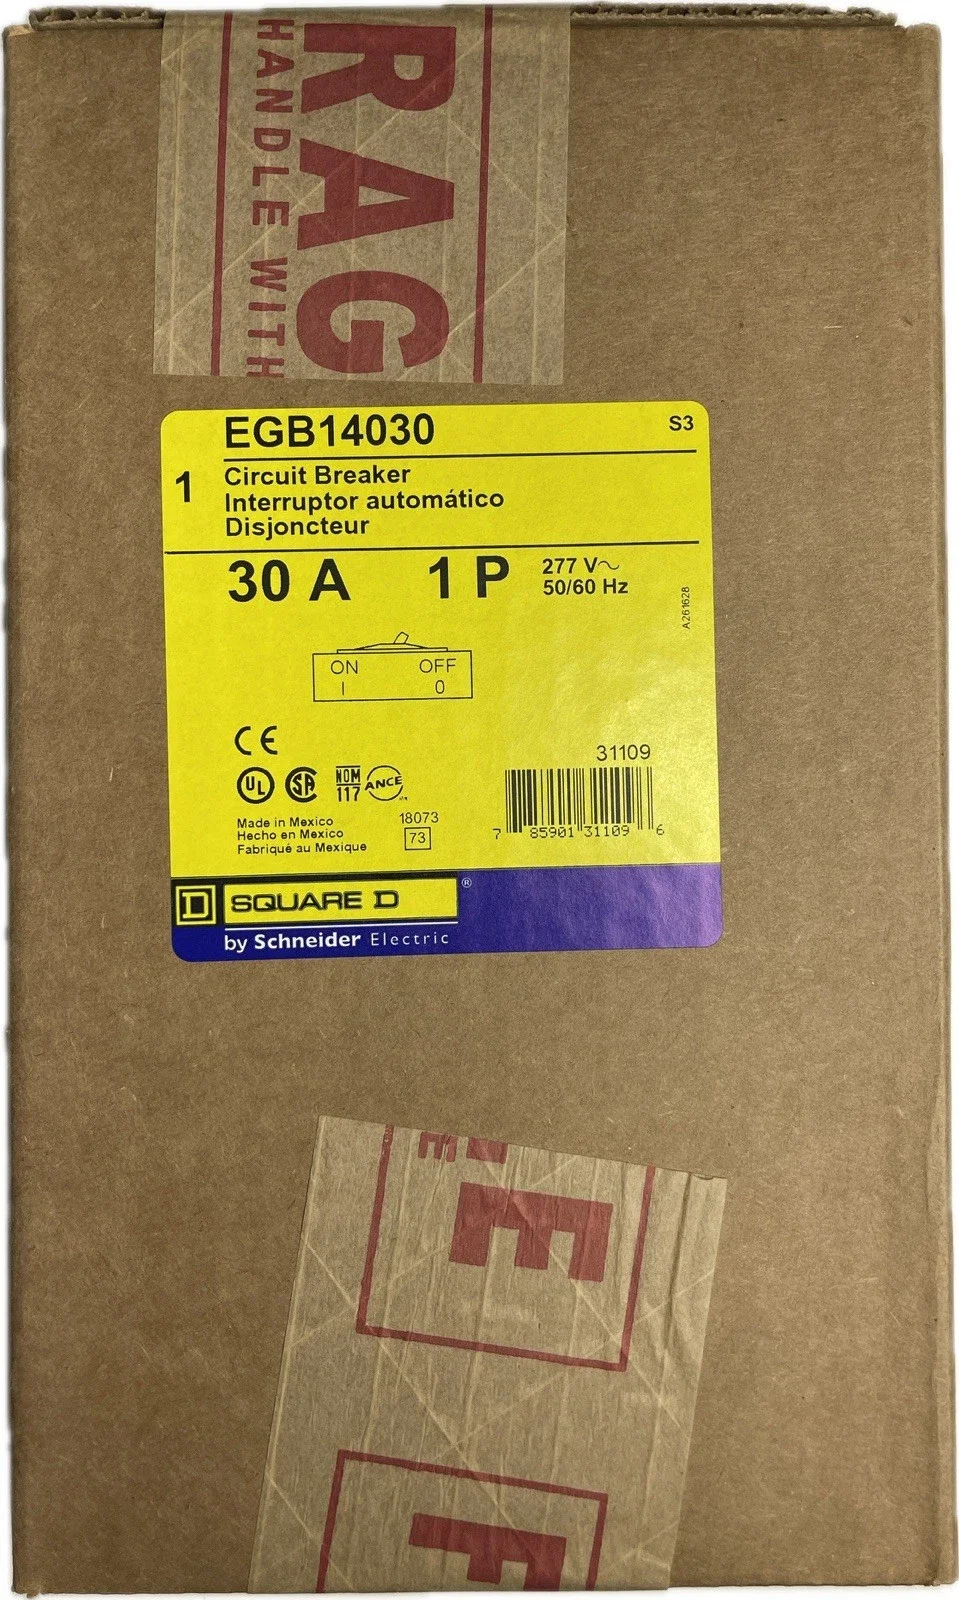 RAG
HANDLE WITH
EGB14030
S3
1
Circuit Breaker
Interruptor automático
Disjoncteur
30 A 1 P 277 V~
50/60 Hz
A261628
ON OFF
I 0
CE
UL SA NOM
117 ANCE
31109
7 85901 31109 6
Made in Mexico
Hecho en Mexico
Fabriqué au Mexique
18073
73
D SQUARE D ®
by Schneider Electric
E
E
F